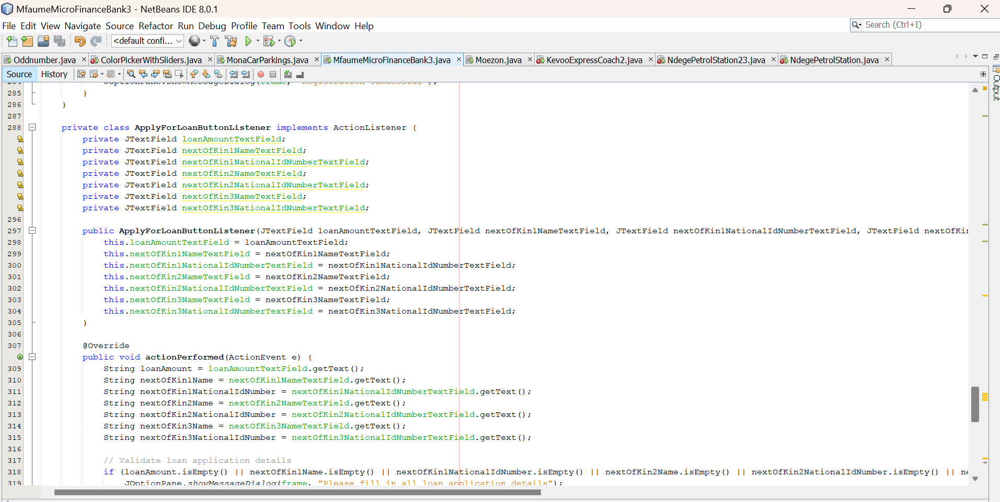 MfaumeMicroFinanceBank3 - NetBeans IDE 8.0.1
File Edit View Navigate Source Refactor Run Debug Profile Team Tools Window Help
Search (Ctrl+I)
<default confi...
Oddnumber.java ColorPickerWithSliders.java MonaCarParkings.java MfaumeMicroFinanceBank3.java Moezon.java KevooExpressCoach2.java NdegePetrolStation23.java NdegePetrolStation.java
Source History
Output
284 JOptionPane.showMessageDialog(frame, "Registration Successful");
285 }
286 }
287
288 private class ApplyForLoanButtonListener implements ActionListener {
private JTextField loanAmountTextField;
private JTextField nextOfKin1NameTextField;
private JTextField nextOfKin1NationalIdNumberTextField;
private JTextField nextOfKin2NameTextField;
private JTextField nextOfKin2NationalIdNumberTextField;
private JTextField nextOfKin3NameTextField;
private JTextField nextOfKin3NationalIdNumberTextField;
296
297 public ApplyForLoanButtonListener(JTextField loanAmountTextField, JTextField nextOfKin1NameTextField, JTextField nextOfKin1NationalIdNumberTextField, JTextField nextOfKin
298 this.loanAmountTextField = loanAmountTextField;
299 this.nextOfKin1NameTextField = nextOfKin1NameTextField;
300 this.nextOfKin1NationalIdNumberTextField = nextOfKin1NationalIdNumberTextField;
301 this.nextOfKin2NameTextField = nextOfKin2NameTextField;
302 this.nextOfKin2NationalIdNumberTextField = nextOfKin2NationalIdNumberTextField;
303 this.nextOfKin3NameTextField = nextOfKin3NameTextField;
304 this.nextOfKin3NationalIdNumberTextField = nextOfKin3NationalIdNumberTextField;
305 }
306
307 @Override
public void actionPerformed(ActionEvent e) {
309 String loanAmount = loanAmountTextField.getText();
310 String nextOfKin1Name = nextOfKin1NameTextField.getText();
311 String nextOfKin1NationalIdNumber = nextOfKin1NationalIdNumberTextField.getText();
312 String nextOfKin2Name = nextOfKin2NameTextField.getText();
313 String nextOfKin2NationalIdNumber = nextOfKin2NationalIdNumberTextField.getText();
314 String nextOfKin3Name = nextOfKin3NameTextField.getText();
315 String nextOfKin3NationalIdNumber = nextOfKin3NationalIdNumberTextField.getText();
316
317 // Validate loan application details
318 if (loanAmount.isEmpty() || nextOfKin1Name.isEmpty() || nextOfKin1NationalIdNumber.isEmpty() || nextOfKin2Name.isEmpty() || nextOfKin2NationalIdNumber.isEmpty() || ne
319 JOptionPane.showMessageDialog(frame, "Please fill in all loan application details");